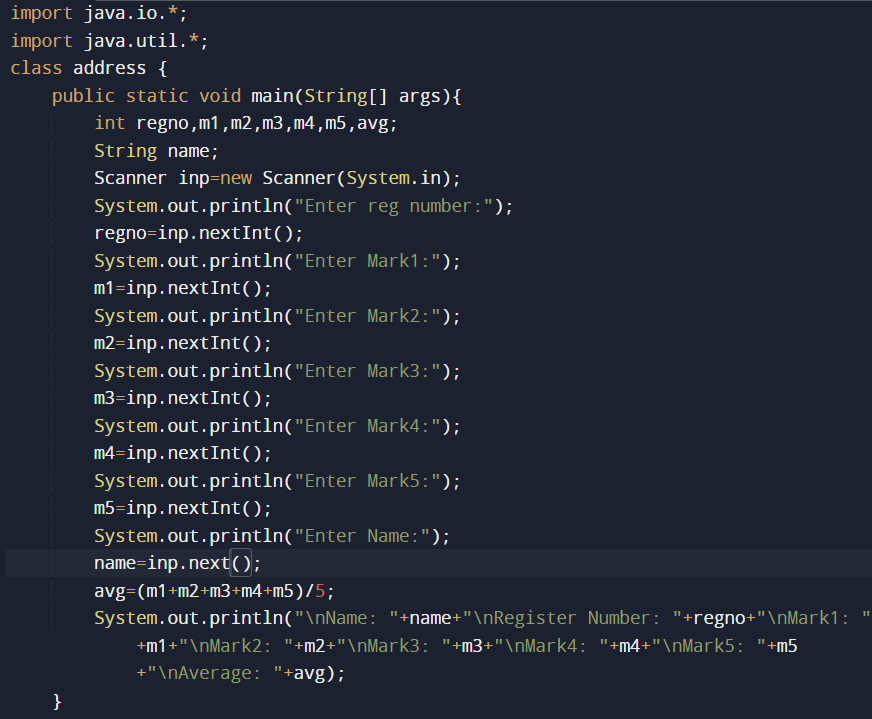 import java.io.*;
import java.util.*;
class address {
    public static void main(String[] args){
        int regno,m1,m2,m3,m4,m5,avg;
        String name;
        Scanner inp=new Scanner(System.in);
        System.out.println("Enter reg number:");
        regno=inp.nextInt();
        System.out.println("Enter Mark1:");
        m1=inp.nextInt();
        System.out.println("Enter Mark2:");
        m2=inp.nextInt();
        System.out.println("Enter Mark3:");
        m3=inp.nextInt();
        System.out.println("Enter Mark4:");
        m4=inp.nextInt();
        System.out.println("Enter Mark5:");
        m5=inp.nextInt();
        System.out.println("Enter Name:");
        name=inp.next();
        avg=(m1+m2+m3+m4+m5)/5;
        System.out.println("\nName: "+name+"\nRegister Number: "+regno+"\nMark1: "
            +m1+"\nMark2: "+m2+"\nMark3: "+m3+"\nMark4: "+m4+"\nMark5: "+m5
            +"\nAverage: "+avg);
    }